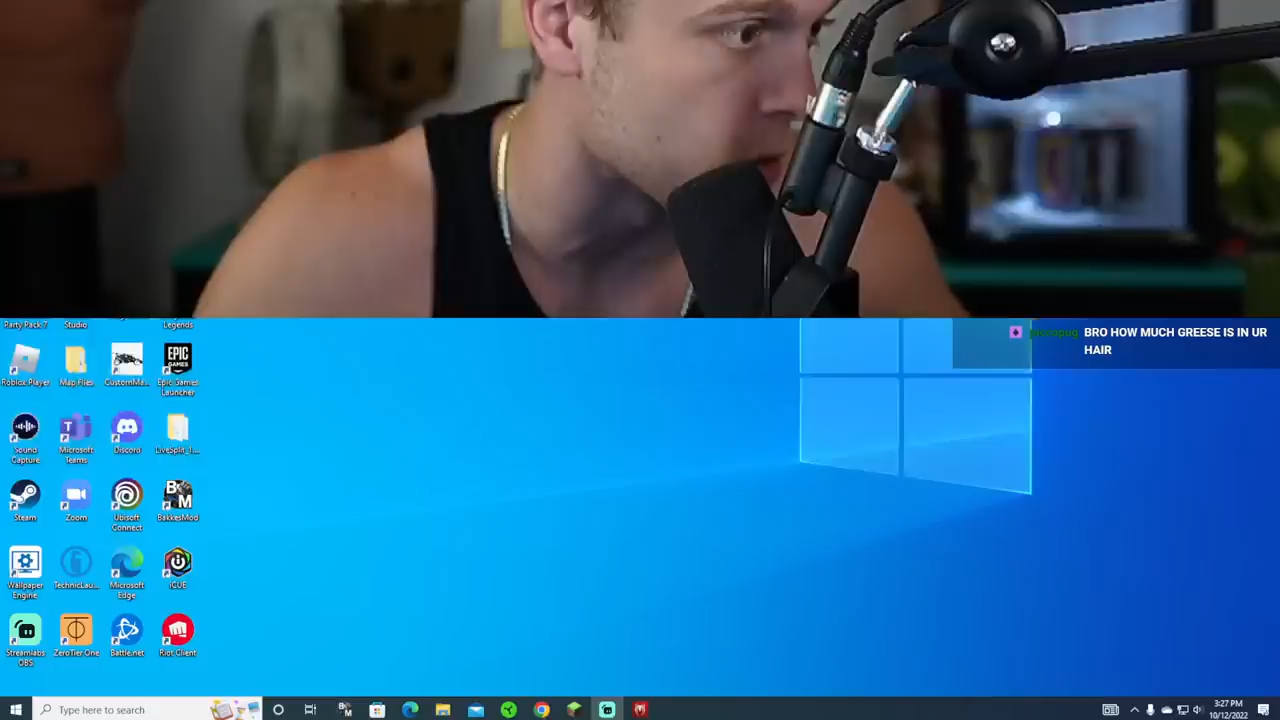 BRO HOW MUCH GREESE IS IN UR
HAIR
Party Pack 7
Studio
Legends
Roblox Player
Map Files
CustomMa...
EPIC
GAMES
Epic Games
Launcher
Sound
Capture
Microsoft
Teams
Discord
LiveSplit_1....
Steam
Zoom
Ubisoft
Connect
B
M
BakkesMod
Wallpaper
Engine
TechnicLau...
Microsoft
Edge
iCUE
Streamlabs
OBS
ZeroTier One
Battle.net
Riot Client
Type here to search
3:27 PM
10/12/2022